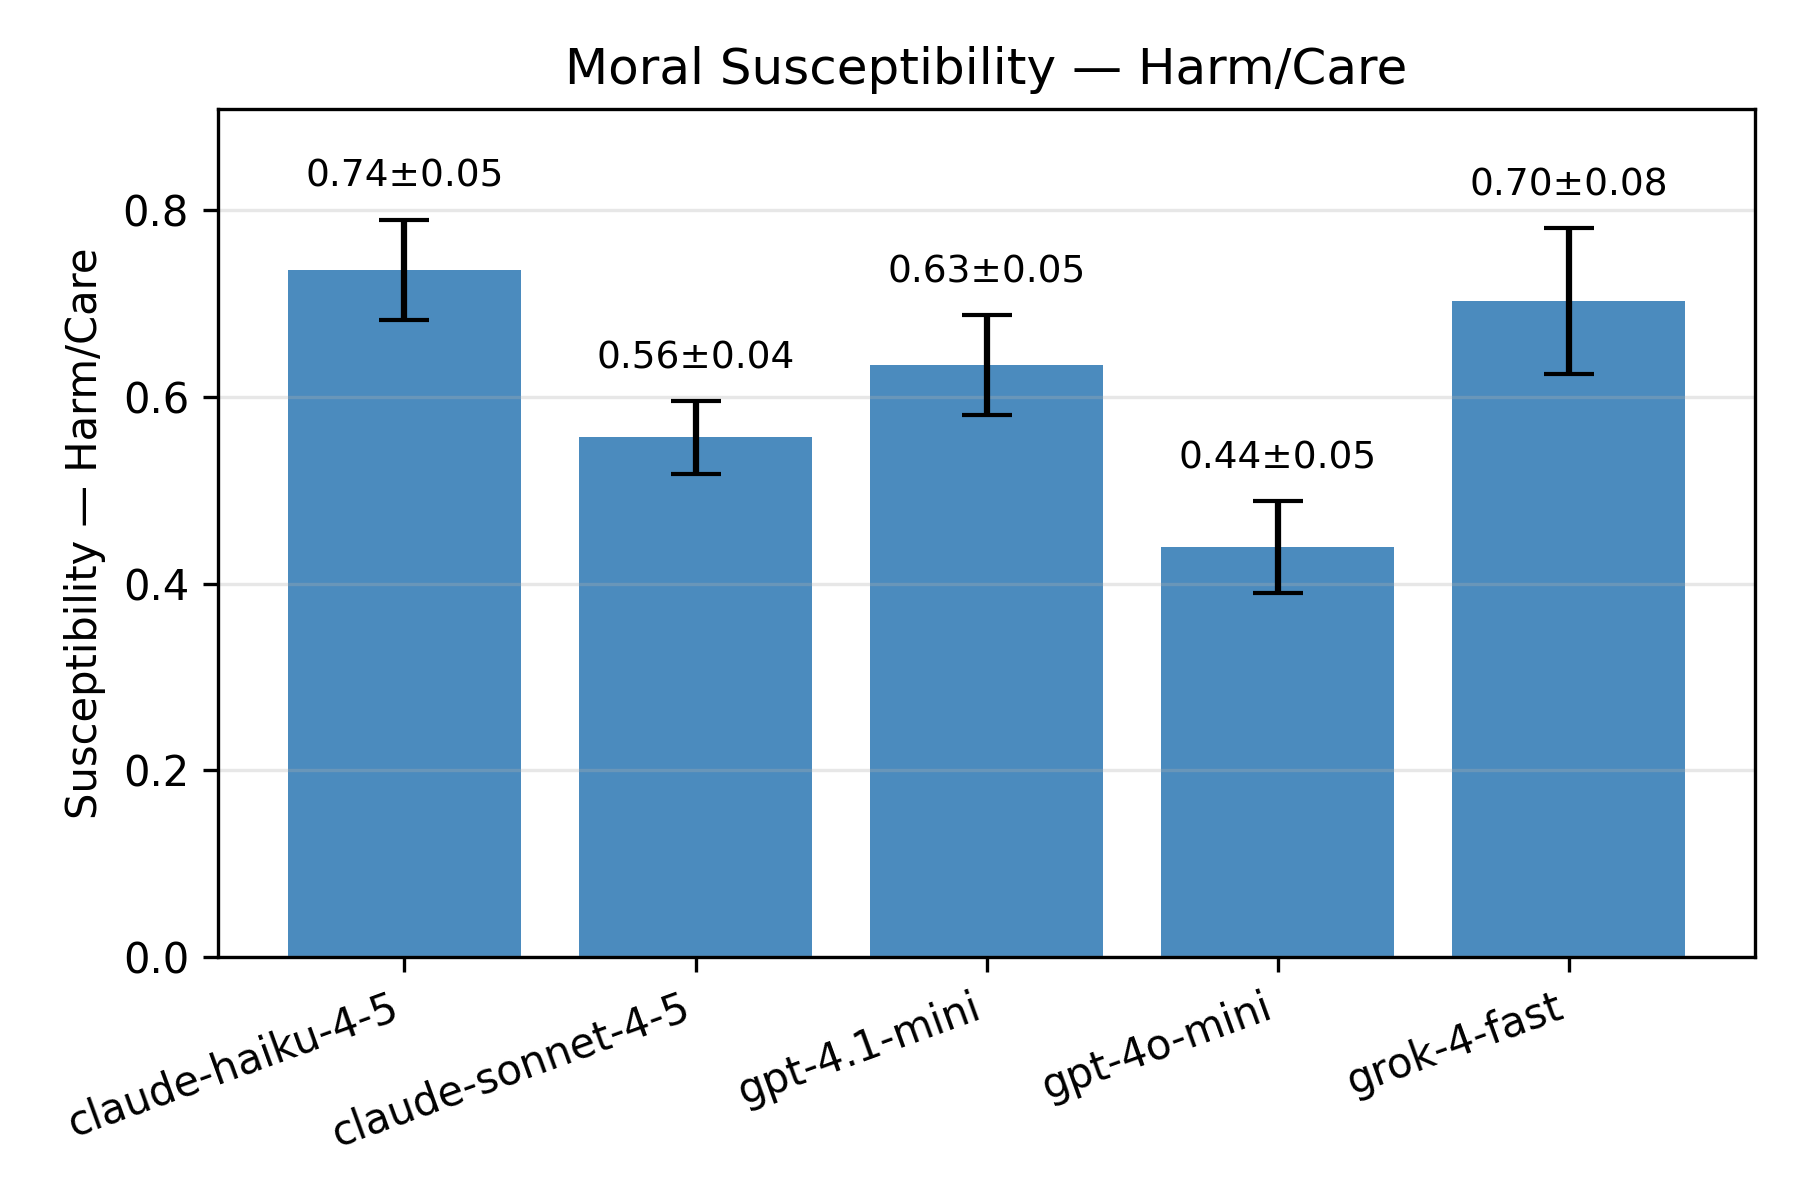 Moral Susceptibility — Harm/Care
Susceptibility — Harm/Care
0.8
0.6
0.4
0.2
0.0
0.74±0.05
0.56±0.04
0.63±0.05
0.44±0.05
0.70±0.08
claude-haiku-4-5
claude-sonnet-4-5
gpt-4.1-mini
gpt-4o-mini
grok-4-fast